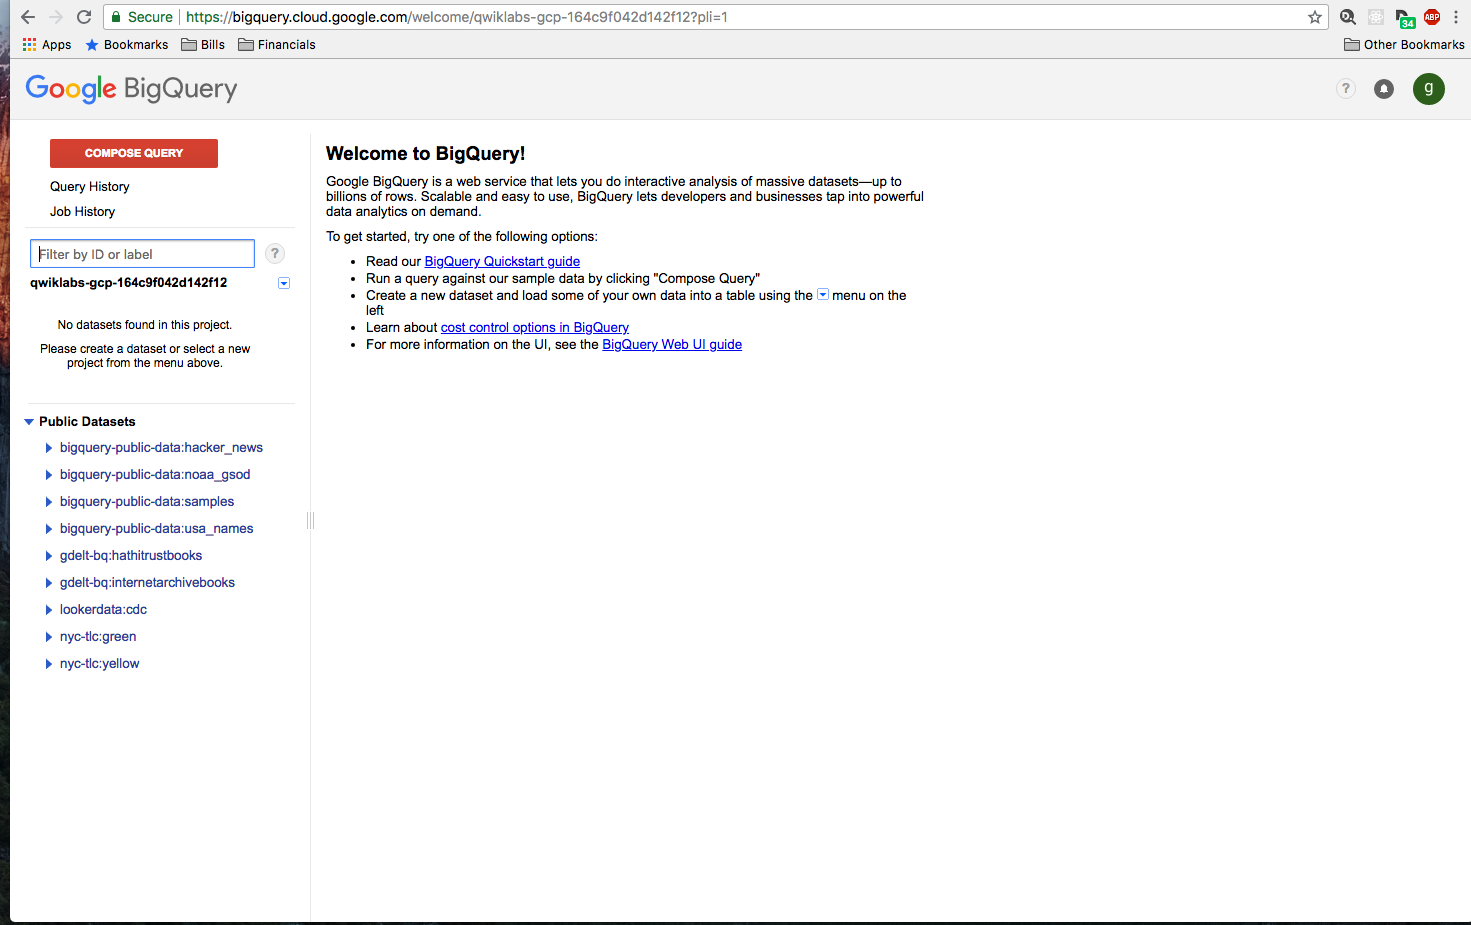 Secure https://bigquery.cloud.google.com/welcome/qwiklabs-gcp-164c9f042d142f12?pli=1
34
ABP
Apps Bookmarks Bills Financials Other Bookmarks
Google BigQuery
?
g
COMPOSE QUERY
Query History
Job History
Filter by ID or label
?
qwiklabs-gcp-164c9f042d142f12
No datasets found in this project.
Please create a dataset or select a new
project from the menu above.
Public Datasets
bigquery-public-data:hacker_news
bigquery-public-data:noaa_gsod
bigquery-public-data:samples
bigquery-public-data:usa_names
gdelt-bq:hathitrustbooks
gdelt-bq:internetarchivebooks
lookerdata:cdc
nyc-tlc:green
nyc-tlc:yellow
Welcome to BigQuery!
Google BigQuery is a web service that lets you do interactive analysis of massive datasets—up to
billions of rows. Scalable and easy to use, BigQuery lets developers and businesses tap into powerful
data analytics on demand.
To get started, try one of the following options:
• Read our BigQuery Quickstart guide
• Run a query against our sample data by clicking "Compose Query"
• Create a new dataset and load some of your own data into a table using the menu on the
left
• Learn about cost control options in BigQuery
• For more information on the UI, see the BigQuery Web UI guide